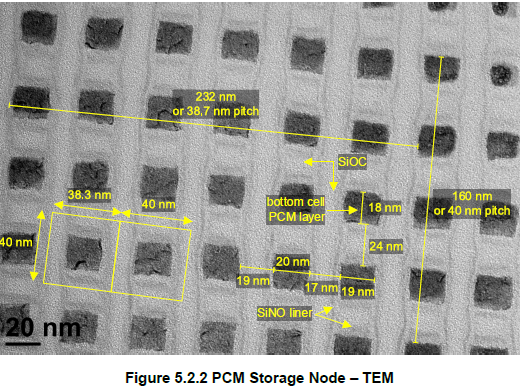 232 nm
or 38.7 nm pitch
SiOC
38.3 nm
40 nm
bottom cell
PCM layer
18 nm
160 nm
or 40 nm pitch
40 nm
24 nm
20 nm
19 nm
17 nm
19 nm
SiNO liner
20 nm
Figure 5.2.2 PCM Storage Node – TEM